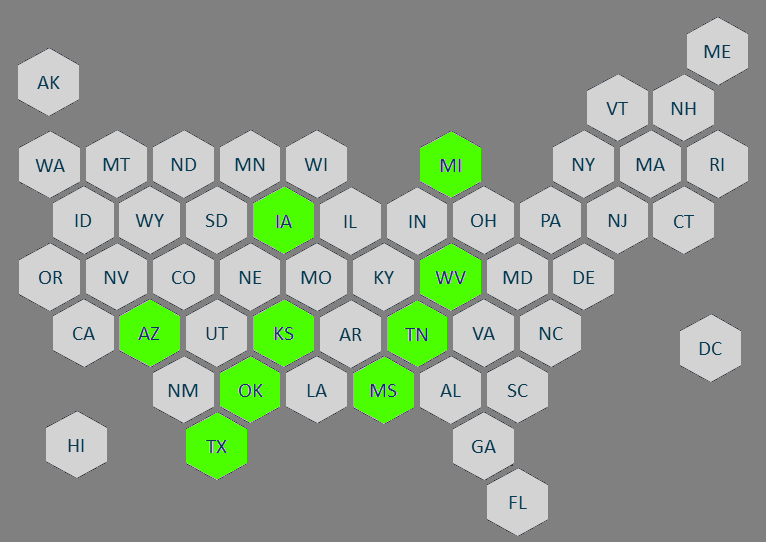 ME
AK
VT NH
WA MT ND MN WI MI NY MA RI
ID WY SD IA IL IN OH PA NJ CT
OR NV CO NE MO KY WV MD DE
CA AZ UT KS AR TN VA NC
DC
NM OK LA MS AL SC
HI TX GA
FL